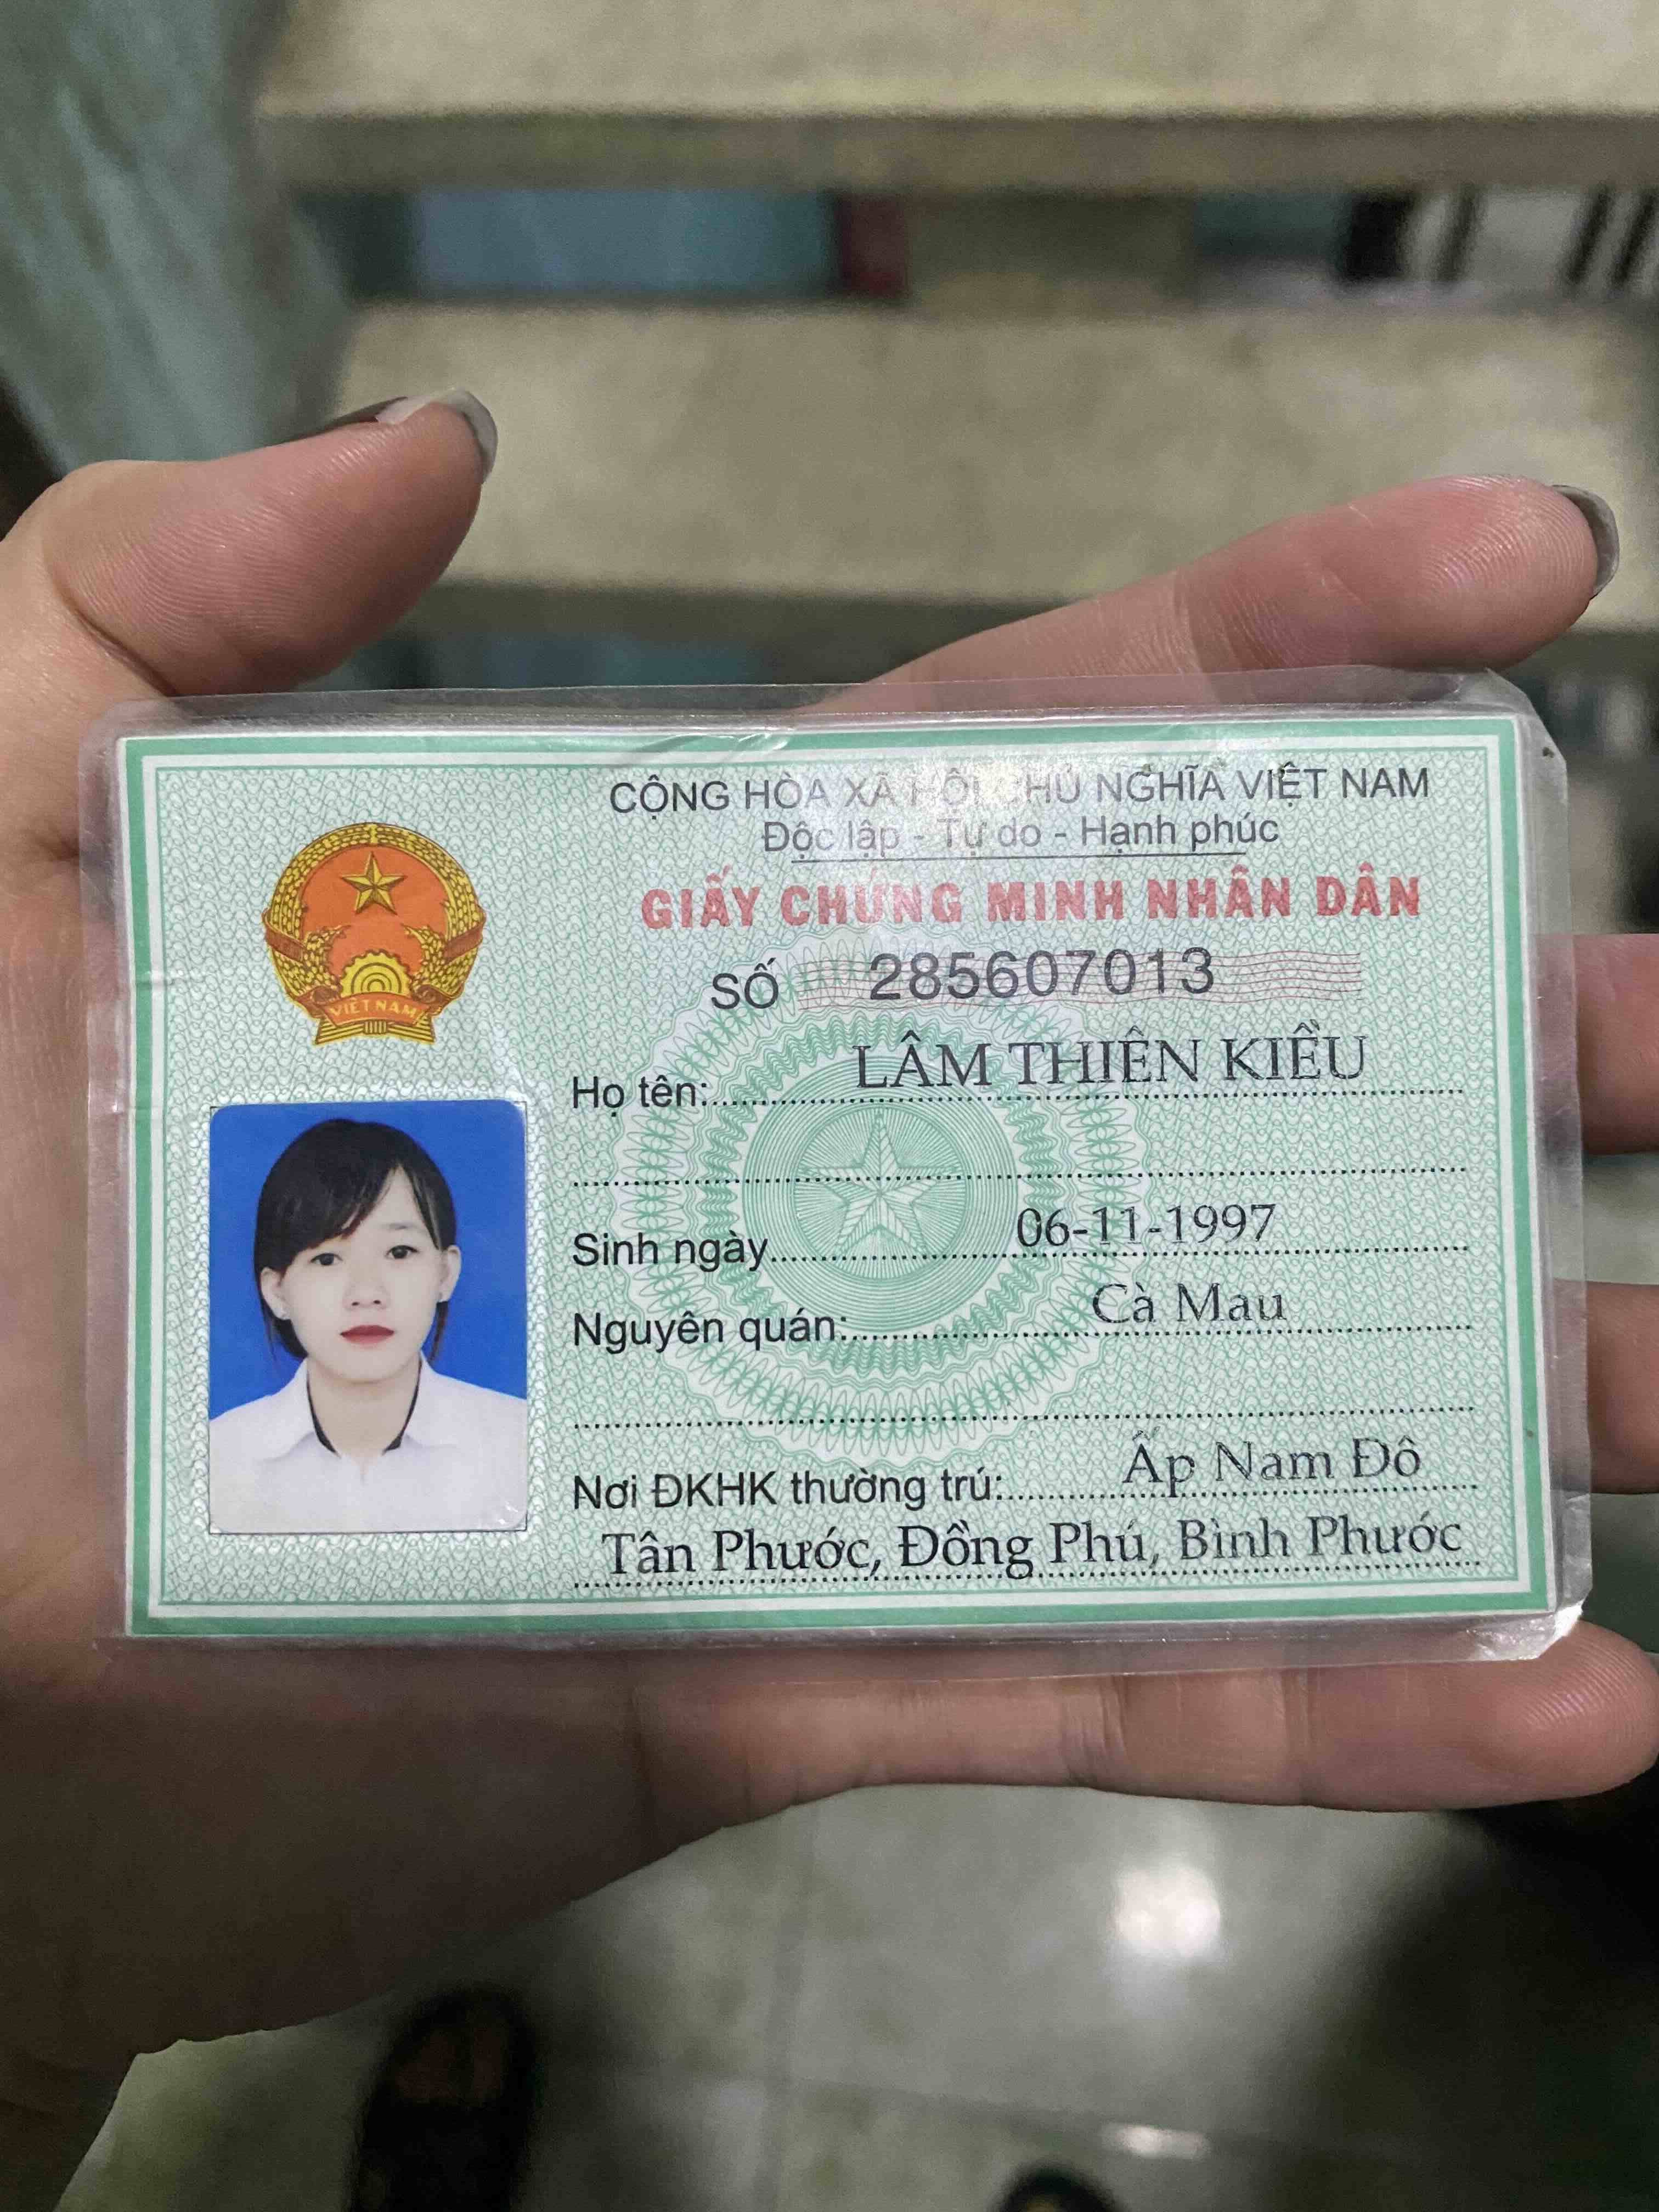 CỘNG HÒA XÃ HỘI CHỦ NGHĨA VIỆT NAM
Độc lập - Tự do - Hạnh phúc
GIẤY CHỨNG MINH NHÂN DÂN
SỐ 285607013
VIỆT NAM
Họ tên: LÂM THIÊN KIỀU
Sinh ngày 06-11-1997
Nguyên quán: Cà Mau
Nơi ĐKHK thường trú: Ấp Nam Đô
Tân Phước, Đồng Phú, Bình Phước